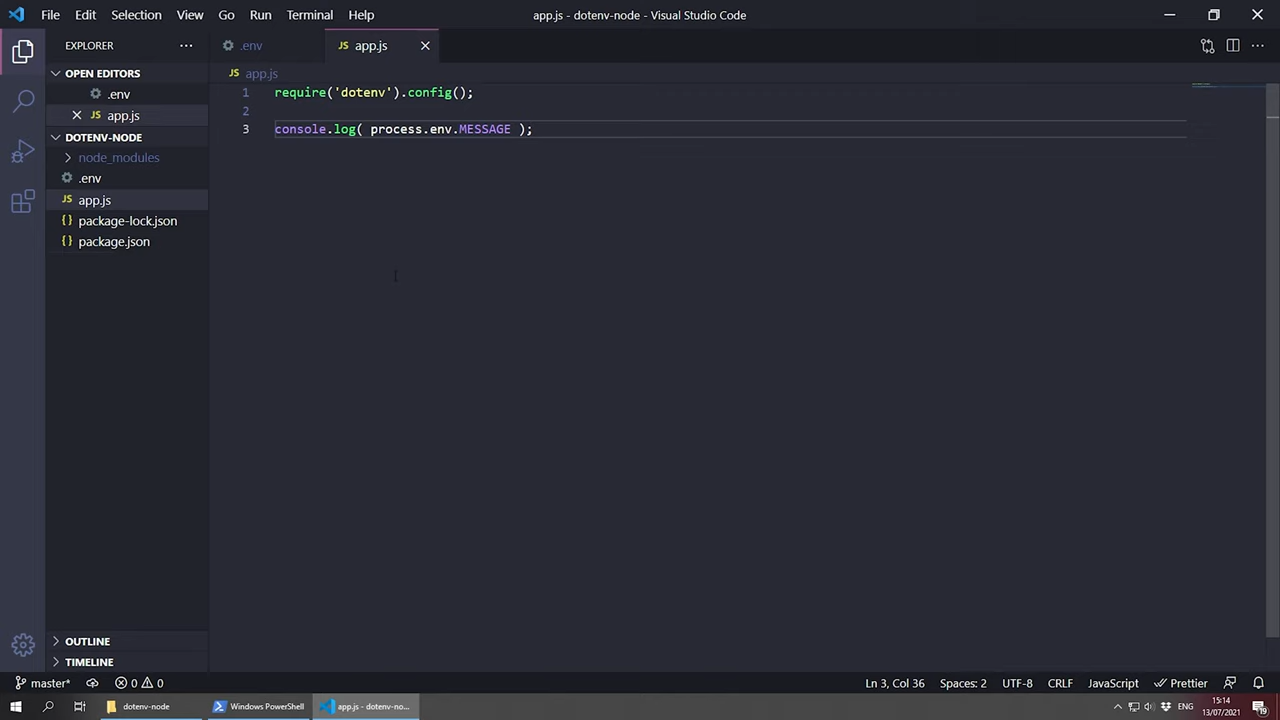 File Edit Selection View Go Run Terminal Help
app.js - dotenv-node - Visual Studio Code
EXPLORER
OPEN EDITORS
.env
app.js
DOTENV-NODE
node_modules
.env
app.js
package-lock.json
package.json
OUTLINE
TIMELINE
.env
JS app.js
JS app.js
1 require('dotenv').config();
2
3 console.log( process.env.MESSAGE );
master* 0 0
Ln 3, Col 36 Spaces: 2 UTF-8 CRLF JavaScript Prettier
dotenv-node Windows PowerShell app.js - dotenv-no...
ENG 15:14
13/07/2021